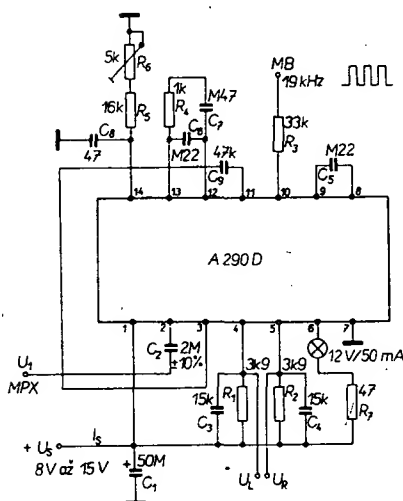 5k
R6
16k
R5
C8
47
1k
R4
M47
C7
C6
M22
47k
C9
MB
19 kHz
33k
R3
M22
C5
14
13
12
11
10
9
8
A 290 D
1
2
3
4
5
6
7
U1
MPX
C2
2M
±10%
3k9
3k9
12V/50 mA
15k
C3
R1
R2
15k
C4
47
R7
+ Us
Is
8V až 15 V
+
50M
C1
UL
UR